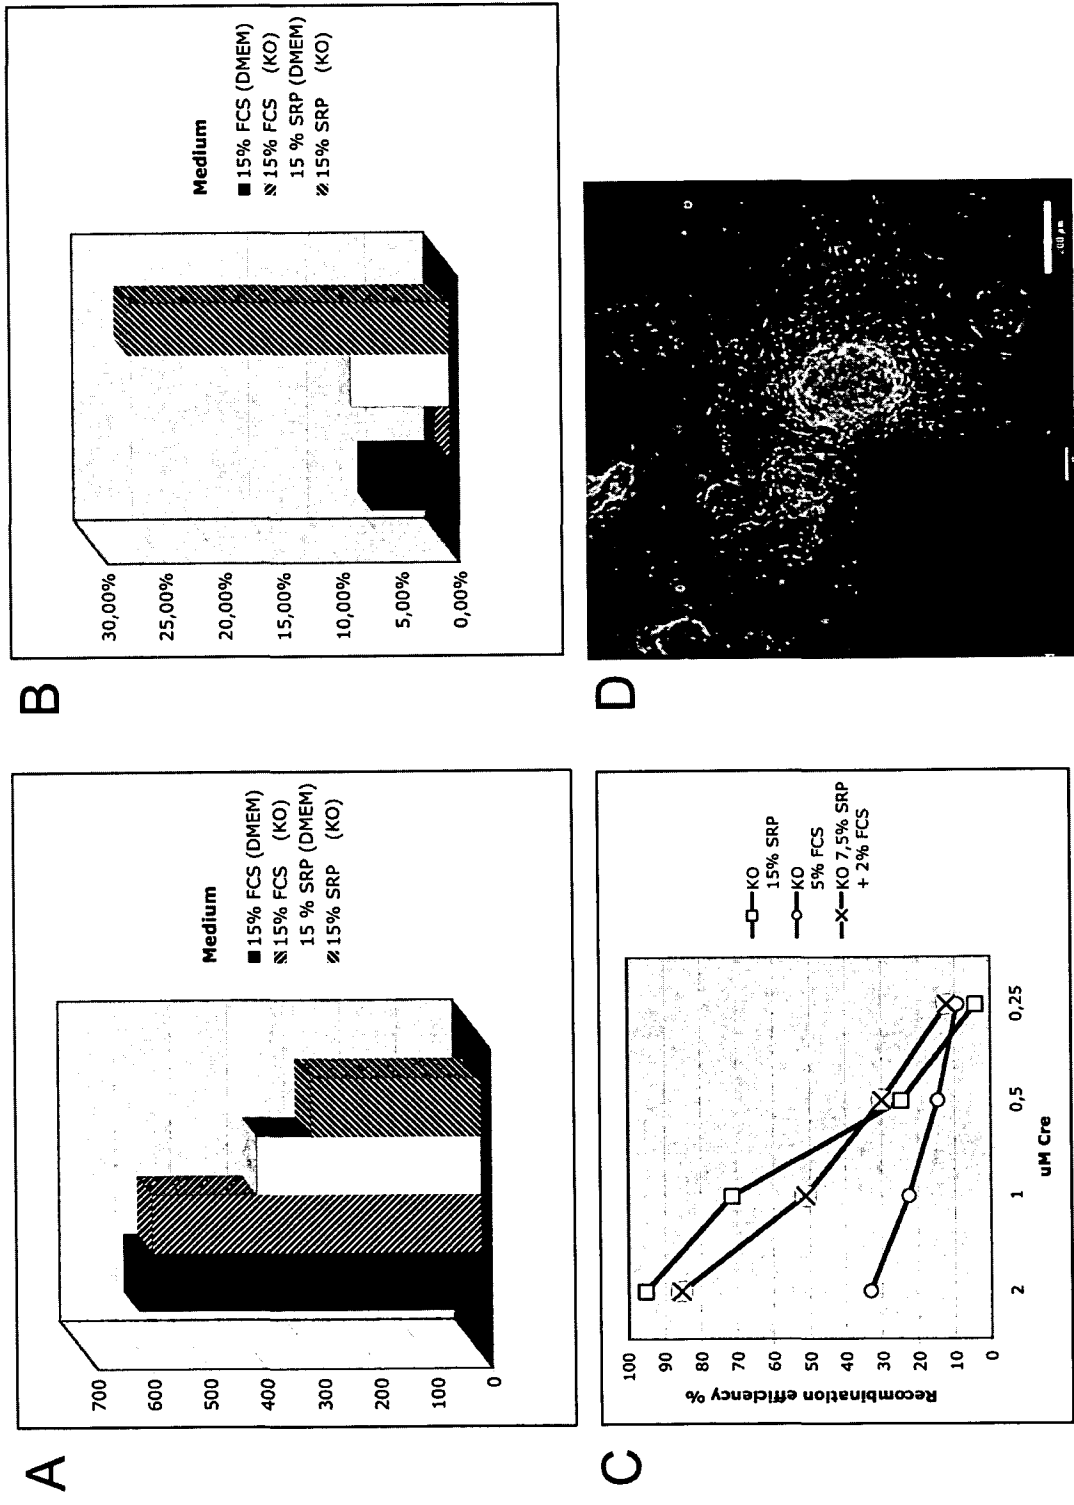 A
700
600
500
400
300
200
100
0
Medium
15% FCS (DMEM)
15% FCS (KO)
15 % SRP (DMEM)
15% SRP (KO)
B
30,00%
25,00%
20,00%
15,00%
10,00%
5,00%
0,00%
Medium
15% FCS (DMEM)
15% FCS (KO)
15 % SRP (DMEM)
15% SRP (KO)
C
Recombination efficiency %
100
90
80
70
60
50
40
30
20
10
0
2
1
0,5
0,25
uM Cre
KO
15% SRP
KO
5% FCS
KO 7,5% SRP
+ 2% FCS
D
200 µm